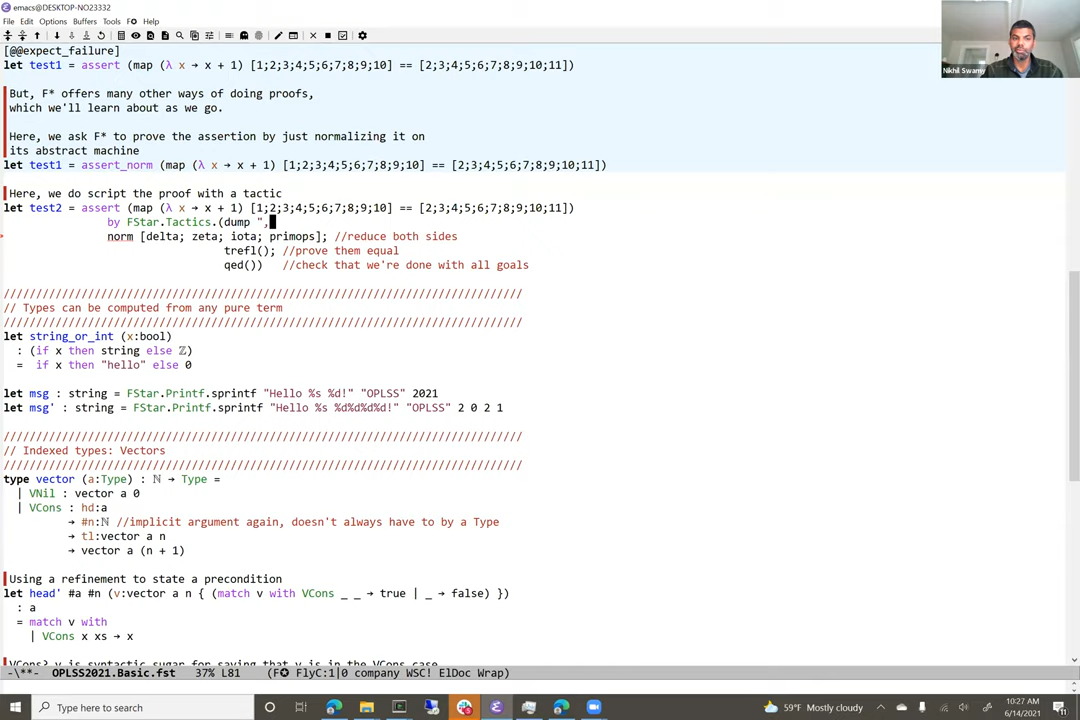 emacs@DESKTOP-NO23332
File Edit Options Buffers Tools F✪ Help
[@@expect_failure]
let test1 = assert (map (λ x → x + 1) [1;2;3;4;5;6;7;8;9;10] == [2;3;4;5;6;7;8;9;10;11])
But, F* offers many other ways of doing proofs,
which we'll learn about as we go.
Here, we ask F* to prove the assertion by just normalizing it on
its abstract machine
let test1 = assert_norm (map (λ x → x + 1) [1;2;3;4;5;6;7;8;9;10] == [2;3;4;5;6;7;8;9;10;11])
Here, we do script the proof with a tactic
let test2 = assert (map (λ x → x + 1) [1;2;3;4;5;6;7;8;9;10] == [2;3;4;5;6;7;8;9;10;11])
by FStar.Tactics.(dump ",
norm [delta; zeta; iota; primops]; //reduce both sides
trefl(); //prove them equal
qed()) //check that we're done with all goals
////////////////////////////////////////////////////////////////////////////////
// Types can be computed from any pure term
////////////////////////////////////////////////////////////////////////////////
let string_or_int (x:bool)
: (if x then string else ℤ)
= if x then "hello" else 0
let msg : string = FStar.Printf.sprintf "Hello %s %d!" "OPLSS" 2021
let msg' : string = FStar.Printf.sprintf "Hello %s %d%d%d%d!" "OPLSS" 2 0 2 1
////////////////////////////////////////////////////////////////////////////////
// Indexed types: Vectors
////////////////////////////////////////////////////////////////////////////////
type vector (a:Type) : ℕ → Type =
| VNil : vector a 0
| VCons : hd:a
→ #n:ℕ //implicit argument again, doesn't always have to by a Type
→ tl:vector a n
→ vector a (n + 1)
Using a refinement to state a precondition
let head' #a #n (v:vector a n { (match v with VCons _ _ → true | _ → false) })
: a
= match v with
| VCons x xs → x
VCons? v is syntactic sugar for saying that v is in the VCons case
-\**- OPLSS2021.Basic.fst 37% L81 (F✪ FlyC:1|0 company WSC! ElDoc Wrap)
Nikhil Swamy
Type here to search
59°F Mostly cloudy
10:27 AM
6/14/2021